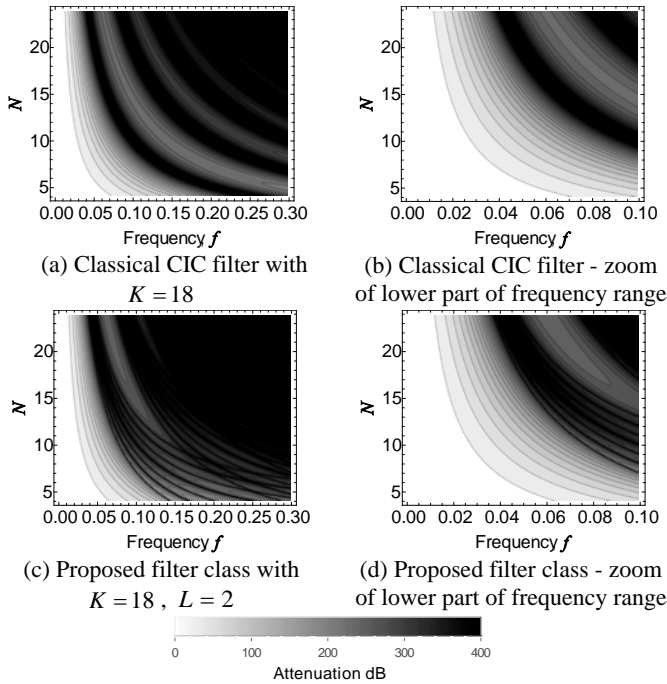 20
15
10
5
N
0.00 0.05 0.10 0.15 0.20 0.25 0.30
Frequency, f
(a) Classical CIC filter with
K = 18
20
15
10
5
N
0.00 0.02 0.04 0.06 0.08 0.10
Frequency, f
(b) Classical CIC filter - zoom
of lower part of frequency range
20
15
10
5
N
0.00 0.05 0.10 0.15 0.20 0.25 0.30
Frequency, f
(c) Proposed filter class with
K = 18 , L = 2
20
15
10
5
N
0.00 0.02 0.04 0.06 0.08 0.10
Frequency, f
(d) Proposed filter class - zoom
of lower part of frequency range
0 100 200 300 400
Attenuation dB